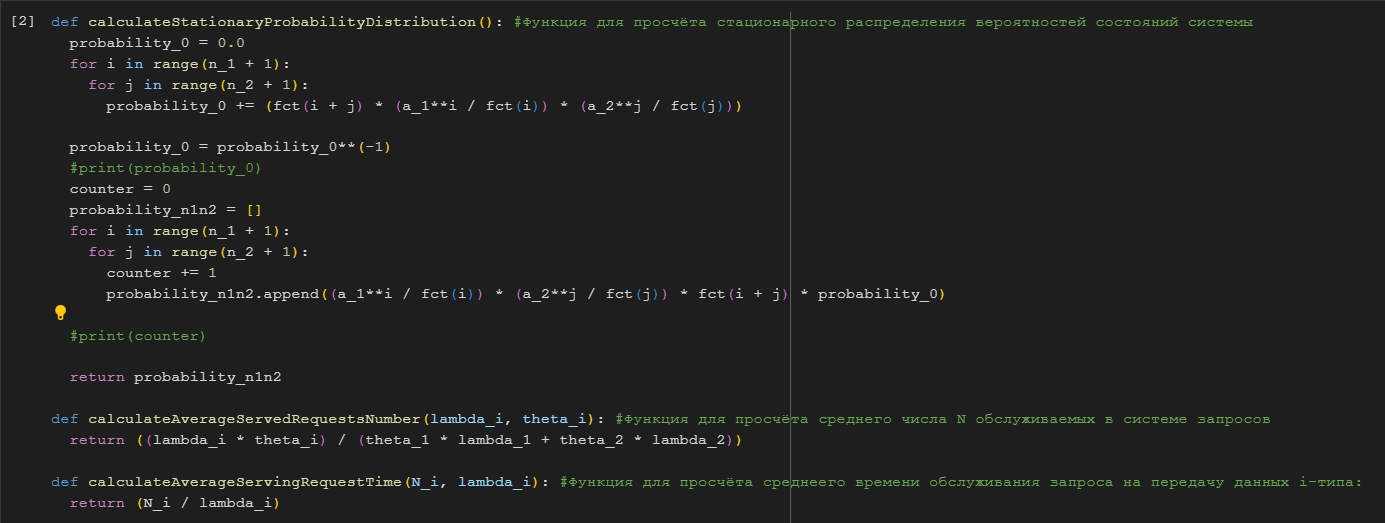 [2] def calculateStationaryProbabilityDistribution(): #Функция для просчёта стационарного распределения вероятностей состояний системы
  probability_0 = 0.0
  for i in range(n_1 + 1):
    for j in range(n_2 + 1):
      probability_0 += (fct(i + j) * (a_1**i / fct(i)) * (a_2**j / fct(j)))
  probability_0 = probability_0**(-1)
  #print(probability_0)
  counter = 0
  probability_n1n2 = []
  for i in range(n_1 + 1):
    for j in range(n_2 + 1):
      counter += 1
      probability_n1n2.append((a_1**i / fct(i)) * (a_2**j / fct(j)) * fct(i + j) * probability_0)
  #print(counter)
  return probability_n1n2
def calculateAverageServedRequestsNumber(lambda_i, theta_i): #Функция для просчёта среднего числа N обслуживаемых в системе запросов
  return ((lambda_i * theta_i) / (theta_1 * lambda_1 + theta_2 * lambda_2))
def calculateAverageServingRequestTime(N_i, lambda_i): #Функция для просчёта среднеего времени обслуживания запроса на передачу данных i-типа:
  return (N_i / lambda_i)